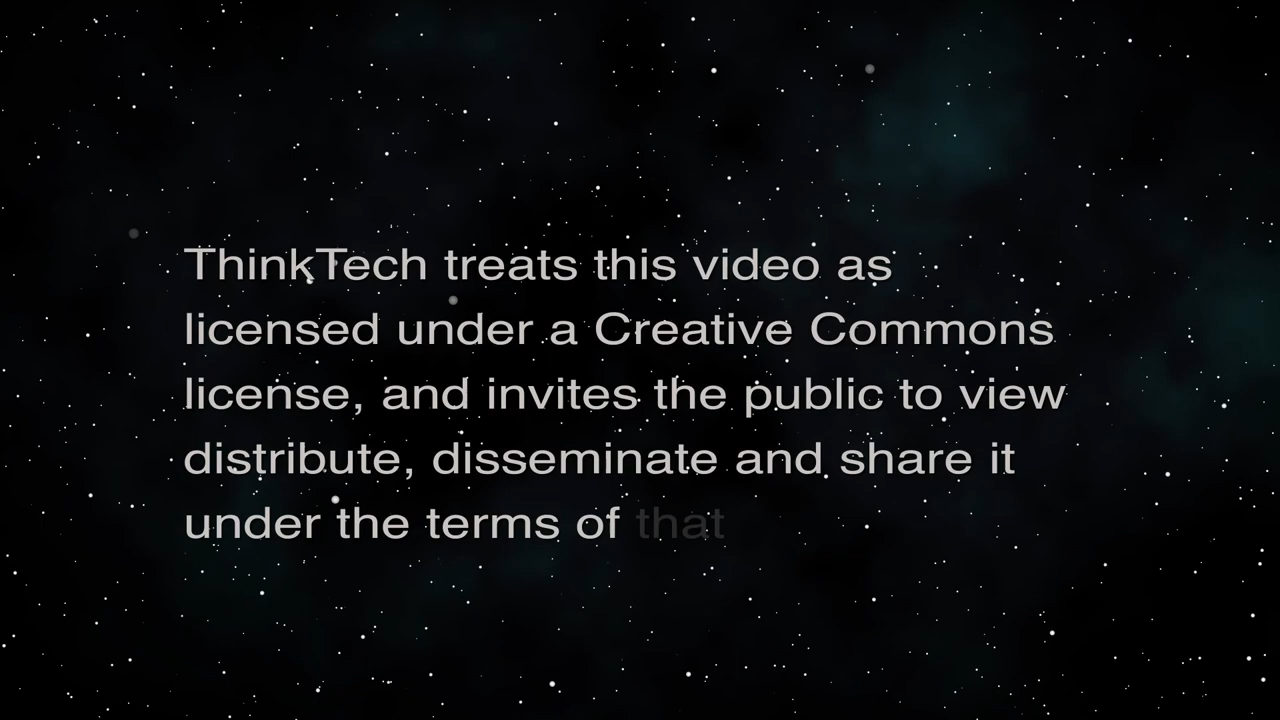 ThinkTech treats this video as
licensed under a Creative Commons
license, and invites the public to view
distribute, disseminate and share it
under the terms of that